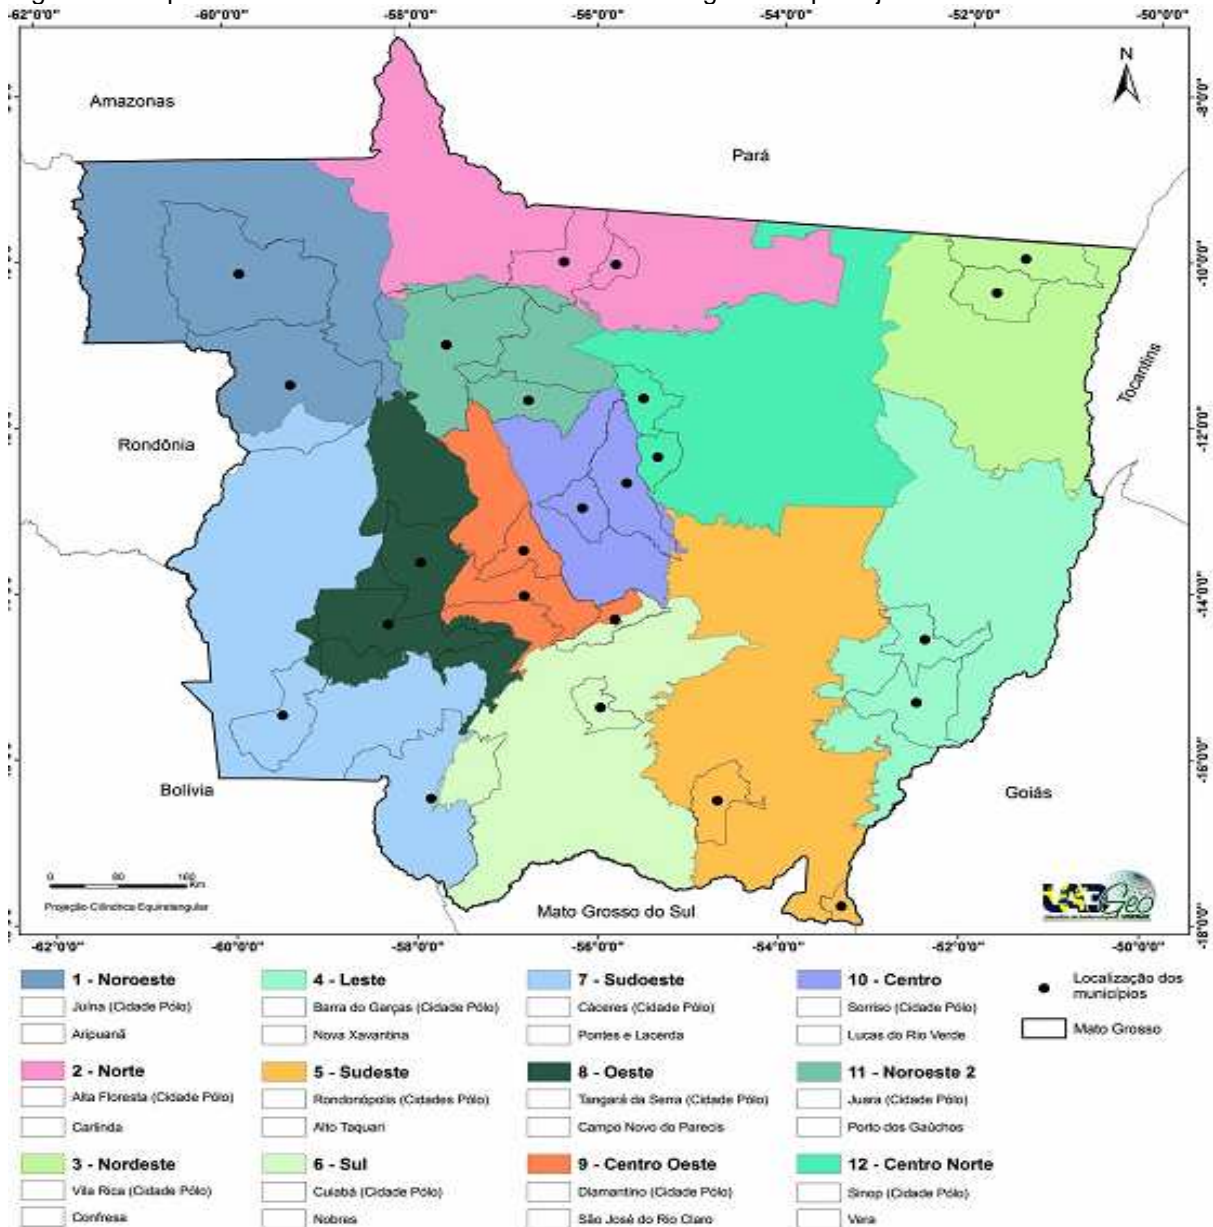 -62°0'0"
-60°0'0"
-58°0'0"
-56°0'0"
-54°0'0"
-52°0'0"
-50°0'0"
N
Amazonas
Pará
-8°0'0"
-10°0'0"
Tocantins
Rondônia
-12°0'0"
-14°0'0"
Bolívia
Goiás
-16°0'0"
0 80 160
Km
Projeção Cilíndrica Equiretangular
Mato Grosso do Sul
UAB Geo
-18°0'0"
-62°0'0"
-60°0'0"
-58°0'0"
-56°0'0"
-54°0'0"
-52°0'0"
-50°0'0"
1 - Noroeste
Juína (Cidade Pólo)
Aripuanã
2 - Norte
Alta Floresta (Cidade Pólo)
Carlinda
3 - Nordeste
Vila Rica (Cidade Pólo)
Confresa
4 - Leste
Barra do Garças (Cidade Pólo)
Nova Xavantina
5 - Sudeste
Rondonópolis (Cidades Pólo)
Alto Taquari
6 - Sul
Cuiabá (Cidade Pólo)
Nobres
7 - Sudoeste
Cáceres (Cidade Pólo)
Pontes e Lacerda
8 - Oeste
Tangará da Serra (Cidade Pólo)
Campo Novo do Parecis
9 - Centro Oeste
Diamantino (Cidade Pólo)
São José do Rio Claro
10 - Centro
Sorriso (Cidade Pólo)
Lucas do Rio Verde
11 - Noroeste 2
Juara (Cidade Pólo)
Porto dos Gaúchos
12 - Centro Norte
Sinop (Cidade Pólo)
Vera
Localização dos
municípios
Mato Grosso